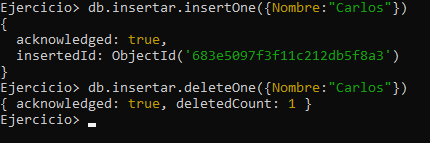 Ejercicio> db.insertar.insertOne({Nombre:"Carlos"})
{
  acknowledged: true,
  insertedId: ObjectId('683e5097f3f11c212db5f8a3')
}
Ejercicio> db.insertar.deleteOne({Nombre:"Carlos"})
{ acknowledged: true, deletedCount: 1 }
Ejercicio>